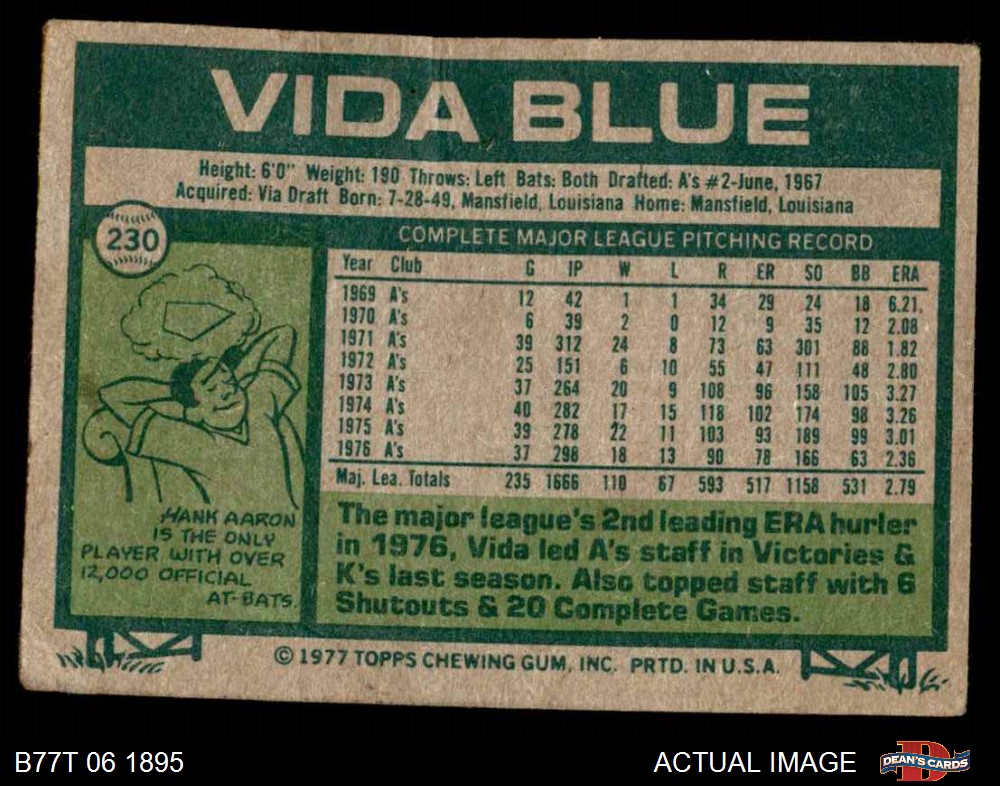 VIDA BLUE
Height: 6'0" Weight: 190 Throws: Left Bats: Both Drafted: A's #2-June, 1967
Acquired: Via Draft Born: 7-28-49, Mansfield, Louisiana Home: Mansfield, Louisiana
230
COMPLETE MAJOR LEAGUE PITCHING RECORD
Year Club G IP W L R ER SO BB ERA
1969 A's 12 42 1 1 34 29 24 18 6.21
1970 A's 6 39 2 0 12 9 35 12 2.08
1971 A's 39 312 24 8 73 63 301 88 1.82
1972 A's 25 151 6 10 55 47 111 48 2.80
1973 A's 37 264 20 9 108 96 158 105 3.27
1974 A's 40 282 17 15 118 102 174 98 3.26
1975 A's 39 278 22 11 103 93 189 99 3.01
1976 A's 37 298 18 13 90 78 166 63 2.36
Maj. Lea. Totals 235 1666 110 67 593 517 1158 531 2.79
HANK AARON
IS THE ONLY
PLAYER WITH OVER
12,000 OFFICIAL
AT-BATS.
The major league's 2nd leading ERA hurler
in 1976, Vida led A's staff in Victories &
K's last season. Also topped staff with 6
Shutouts & 20 Complete Games.
© 1977 TOPPS CHEWING GUM, INC. PRTD. IN U.S.A.
B77T 06 1895
ACTUAL IMAGE
D
DEAN'S CARDS